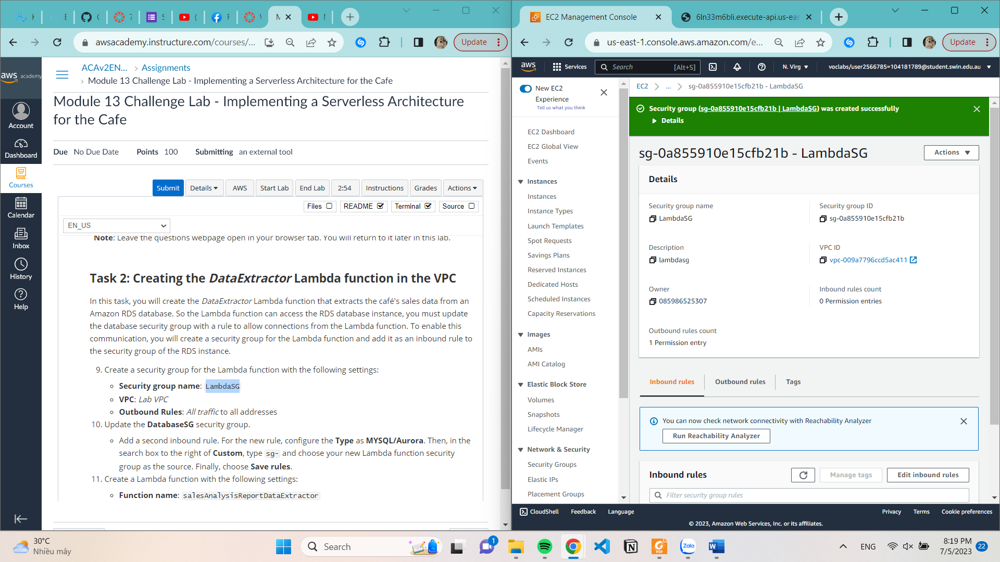 EC2 Management Console
6ln33m6bli.execute-api.us-eas
awsacademy.instructure.com/courses/...
Update
us-east-1.console.aws.amazon.com/e...
Update
aws academy
ACAv2EN... > Assignments
> Module 13 Challenge Lab - Implementing a Serverless Architecture for the Cafe
Module 13 Challenge Lab - Implementing a Serverless Architecture
for the Cafe
Account
Dashboard
Courses
Calendar
Inbox
History
Help
Due No Due Date Points 100 Submitting an external tool
Submit Details AWS Start Lab End Lab 2:54 Instructions Grades Actions
Files README Terminal Source
EN_US
Note: Leave the questions webpage open in your browser tab. You will return to it later in this lab.
Task 2: Creating the DataExtractor Lambda function in the VPC
In this task, you will create the DataExtractor Lambda function that extracts the café's sales data from an
Amazon RDS database. So the Lambda function can access the RDS database instance, you must update
the database security group with a rule to allow connections from the Lambda function. To enable this
communication, you will create a security group for the Lambda function and add it as an inbound rule to
the security group of the RDS instance.
9. Create a security group for the Lambda function with the following settings:
Security group name: LambdaSG
VPC: Lab VPC
Outbound Rules: All traffic to all addresses
10. Update the DatabaseSG security group.
Add a second inbound rule. For the new rule, configure the Type as MYSQL/Aurora. Then, in the
search box to the right of Custom, type sg- and choose your new Lambda function security
group as the source. Finally, choose Save rules.
11. Create a Lambda function with the following settings:
Function name: salesAnalysisReportDataExtractor
aws Services Search [Alt+S] N. Virg voclabs/user2566785=104181789@student.swin.edu.au
New EC2
Experience
Tell us what you think
EC2 Dashboard
EC2 Global View
Events
Instances
Instances
Instance Types
Launch Templates
Spot Requests
Savings Plans
Reserved Instances
Dedicated Hosts
Scheduled Instances
Capacity Reservations
Images
AMIs
AMI Catalog
Elastic Block Store
Volumes
Snapshots
Lifecycle Manager
Network & Security
Security Groups
Elastic IPs
Placement Groups
EC2 > ... > sg-0a855910e15cfb21b - LambdaSG
Security group (sg-0a855910e15cfb21b | LambdaSG) was created successfully
Details
sg-0a855910e15cfb21b - LambdaSG
Actions
Details
Security group name
LambdaSG
Security group ID
sg-0a855910e15cfb21b
Description
lambdasg
VPC ID
vpc-009a7796ccd5ac411
Owner
085986525307
Inbound rules count
0 Permission entries
Outbound rules count
1 Permission entry
Inbound rules Outbound rules Tags
You can now check network connectivity with Reachability Analyzer
Run Reachability Analyzer
Inbound rules
Manage tags Edit inbound rules
Filter security group rules
CloudShell Feedback Language
Privacy Terms Cookie preferences
© 2023, Amazon Web Services, Inc. or its affiliates.
30°C
Nhiều mây
Search
1
Zalo
ENG
8:19 PM
7/5/2023
22